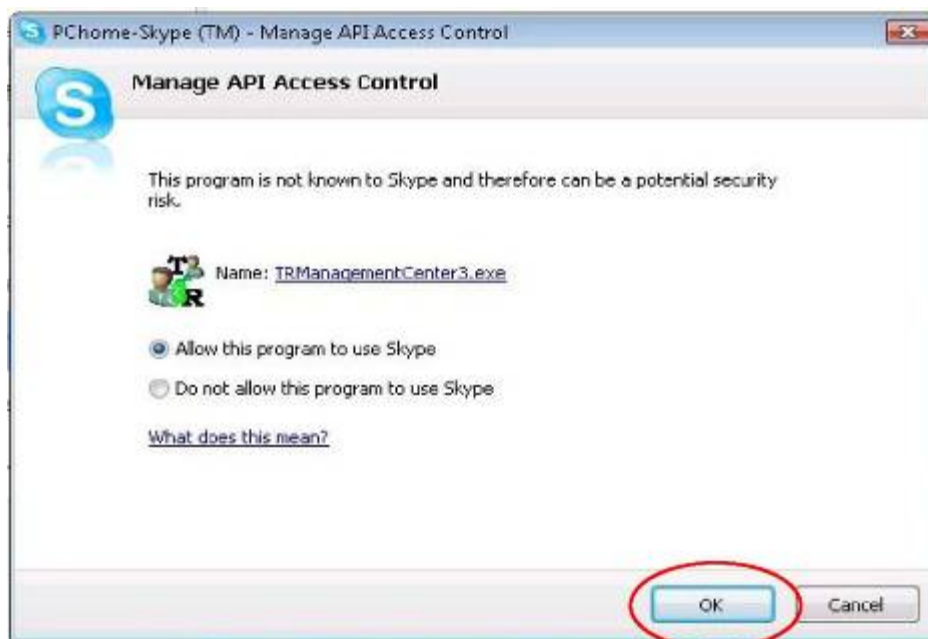 PChome-Skype (TM) - Manage API Access Control
Manage API Access Control
This program is not known to Skype and therefore can be a potential security
risk.
Name: TRManagementCenter3.exe
Allow this program to use Skype
Do not allow this program to use Skype
What does this mean?
OK
Cancel